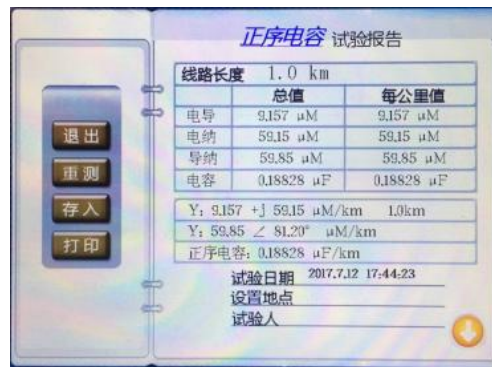 正序电容 试验报告
线路长度 1.0 km
总值 每公里值
电导 9.157 μM 9.157 μM
电纳 59.15 μM 59.15 μM
导纳 59.85 μM 59.85 μM
电容 0.18828 μF 0.18828 μF
Y: 9.157 +j 59.15 μM/km 1.0km
Y: 59.85 ∠ 81.20° μM/km
正序电容: 0.18828 μF/km
试验日期 2017.7.12 17:44:23
设置地点
试验人
退出
重测
存入
打印